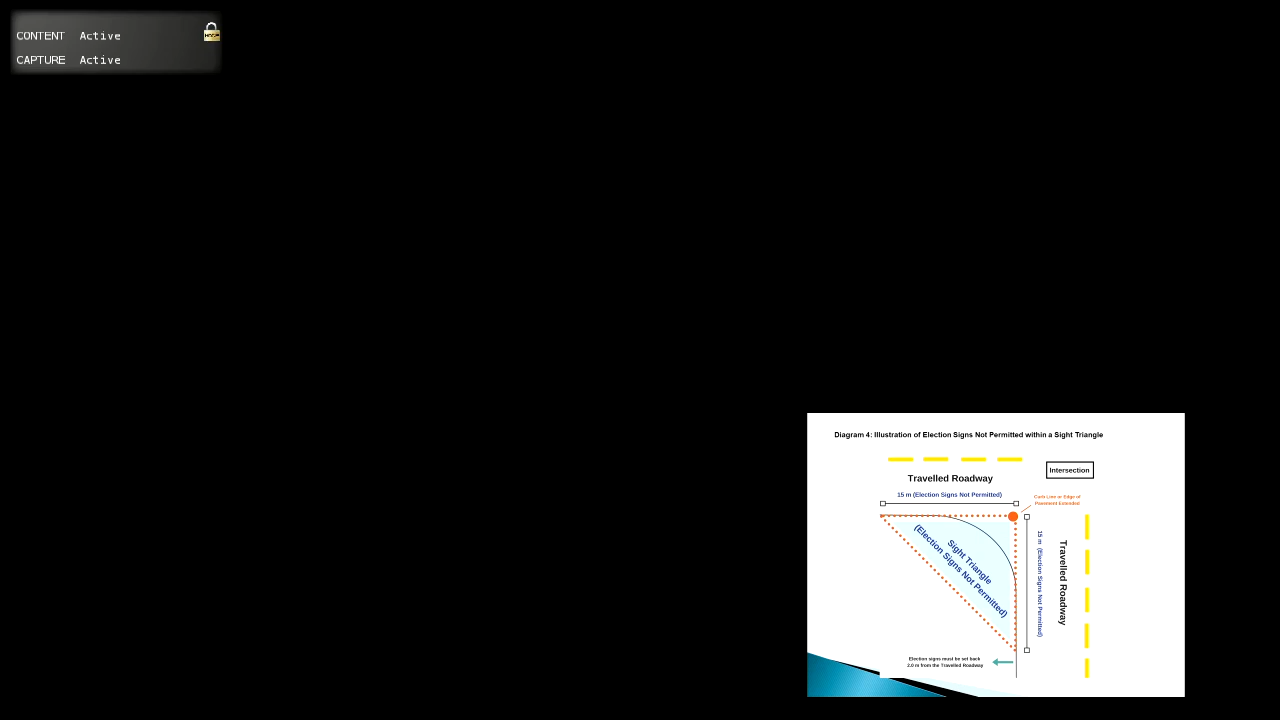 CONTENT Active
HDCP
CAPTURE Active
Diagram 4: Illustration of Election Signs Not Permitted within a Sight Triangle
Intersection
Travelled Roadway
15 m (Election Signs Not Permitted)
Curb Line or Edge of
Pavement Extended
Sight Triangle
(Election Signs Not Permitted)
15 m (Election Signs Not Permitted)
Travelled Roadway
Election signs must be set back
2.0 m from the Travelled Roadway